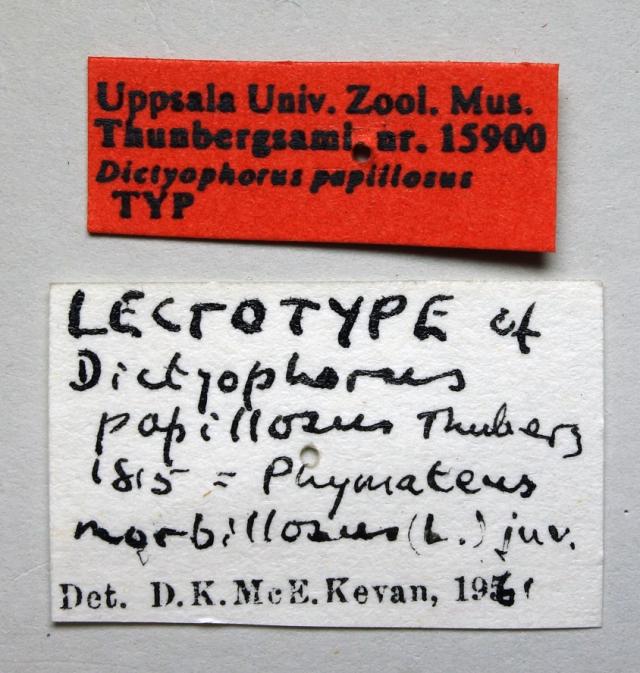 Uppsala Univ. Zool. Mus.
Thunbergsaml. nr. 15900
Dictyophorus papillosus
TYP
LECTOTYPE of
Dictyophorus
papillosus Thunberg
1815 = Phymateus
morbillosus (L.) juv.
Det. D.K.McE.Kevan,